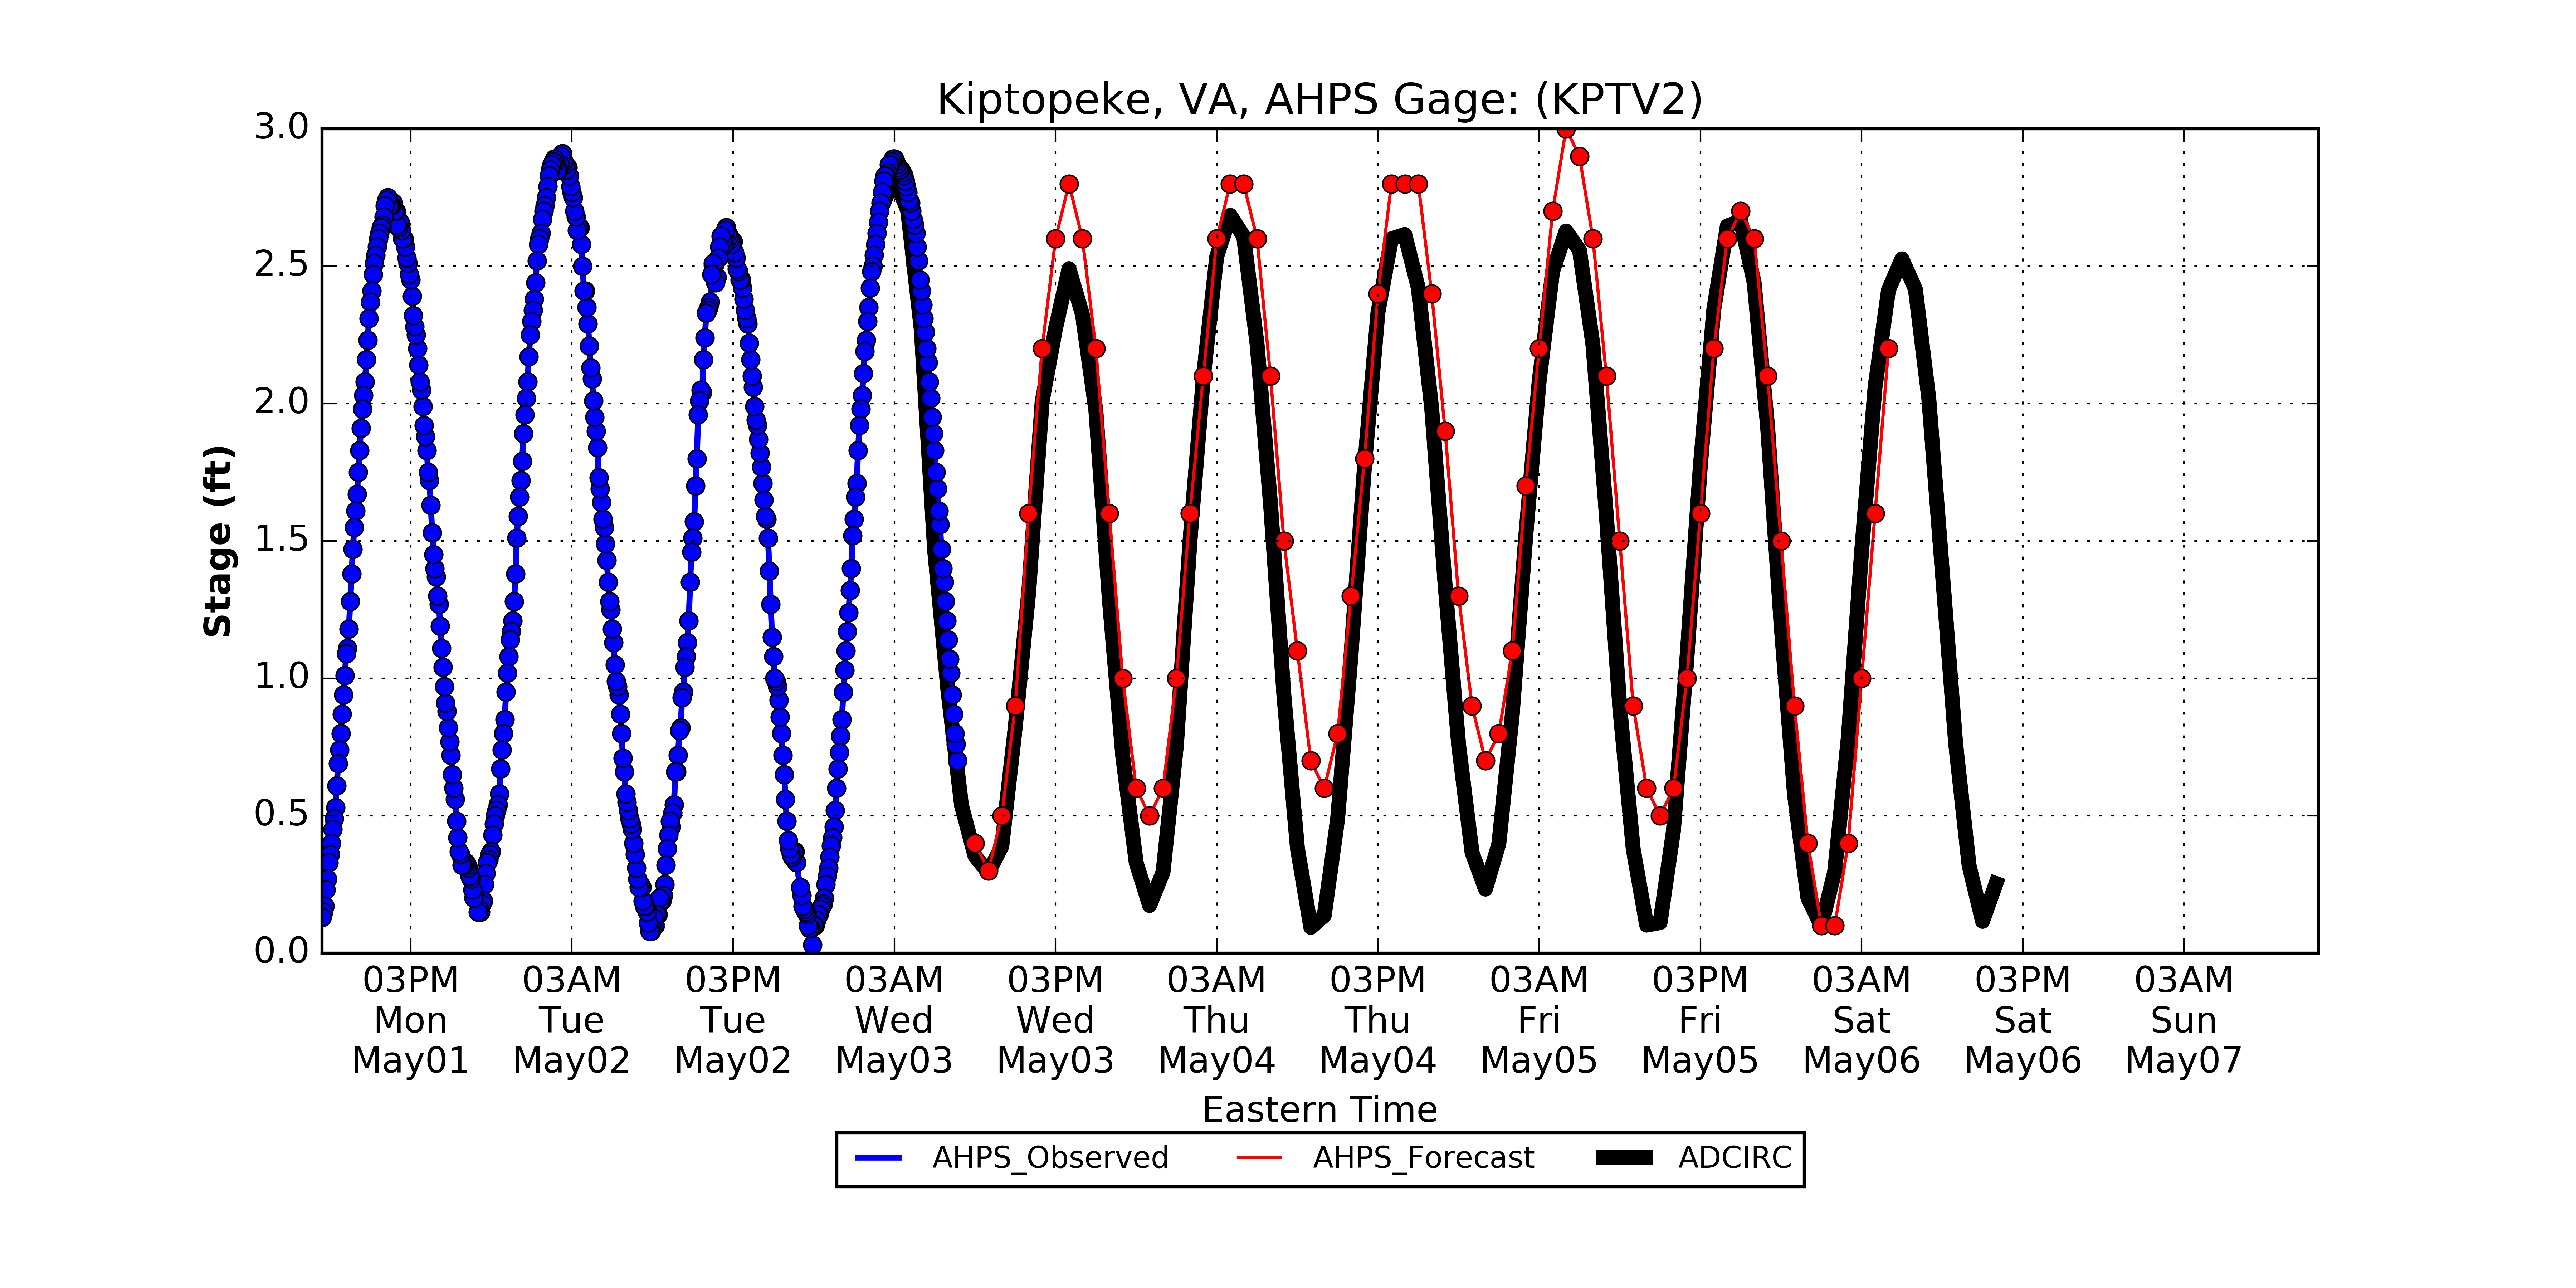 Kiptopeke, VA, AHPS Gage: (KPTV2)
3.0
2.5
2.0
1.5
1.0
0.5
0.0
Stage (ft)
03PM 03AM 03PM 03AM 03PM 03AM 03PM 03AM 03PM 03AM 03PM 03AM
Mon Tue Tue Wed Wed Thu Thu Fri Fri Sat Sat Sun
May01 May02 May02 May03 May03 May04 May04 May05 May05 May06 May06 May07
Eastern Time
AHPS_Observed AHPS_Forecast ADCIRC